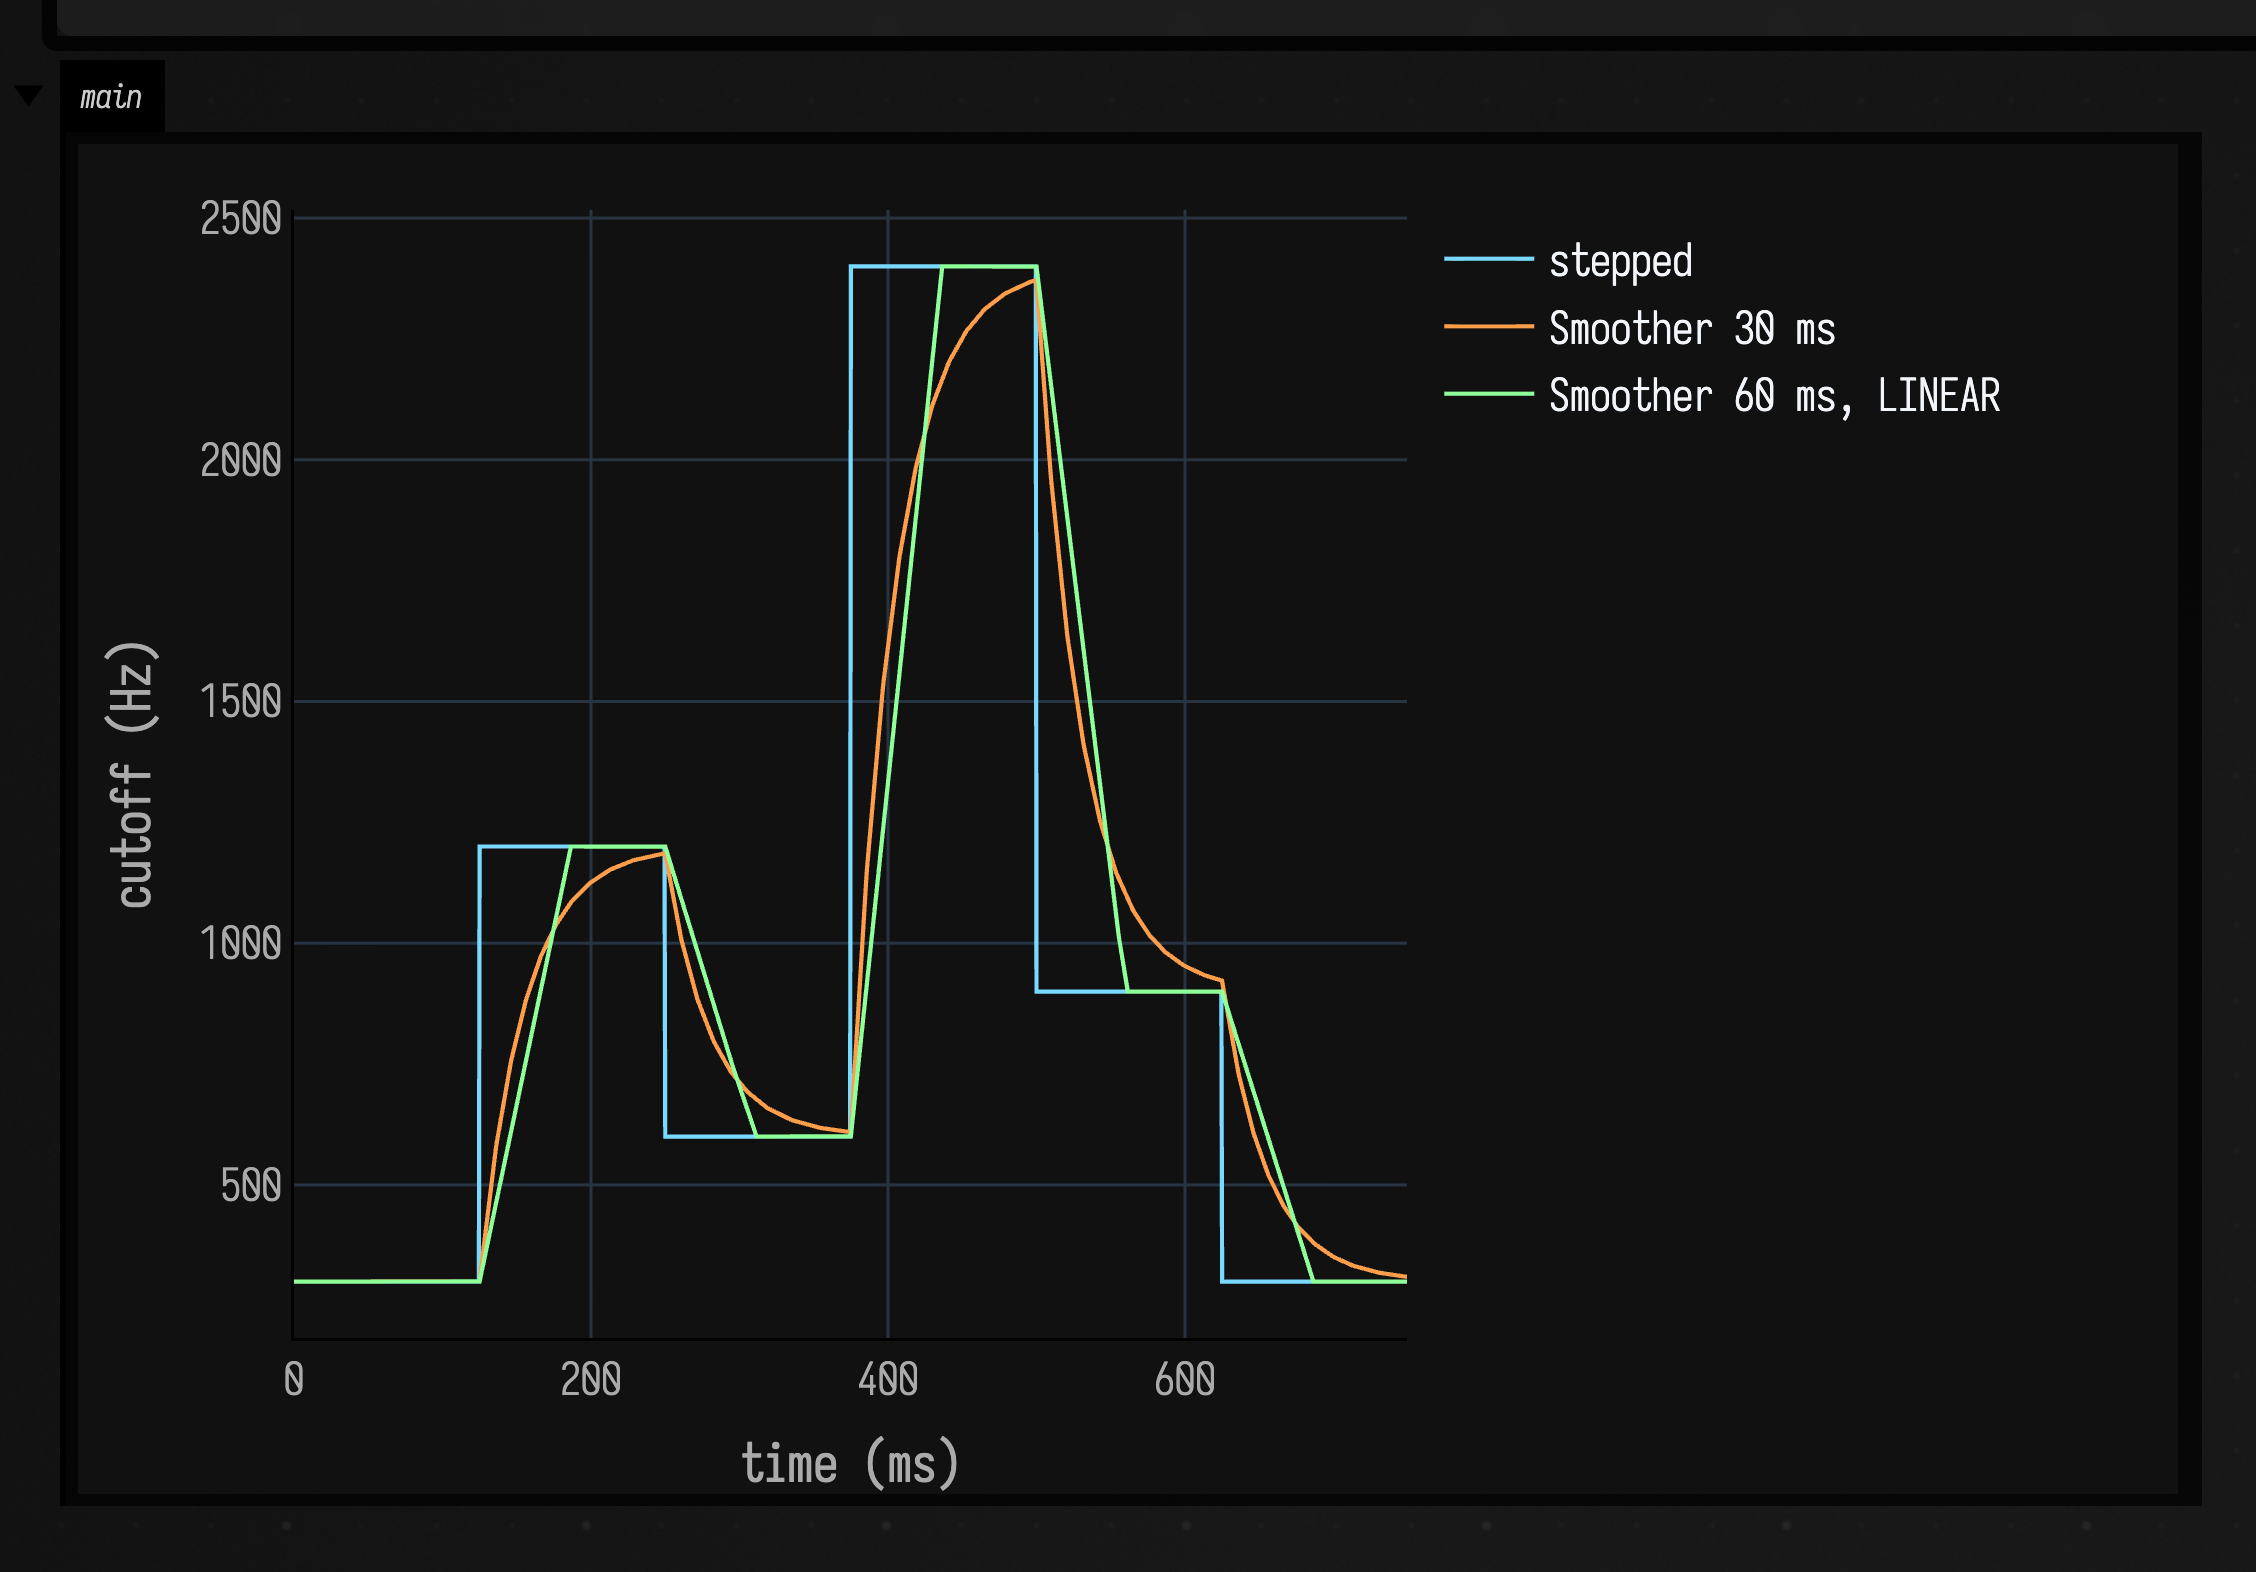 main
2500
2000
1500
1000
500
cutoff (Hz)
0 200 400 600
time (ms)
stepped
Smoother 30 ms
Smoother 60 ms, LINEAR